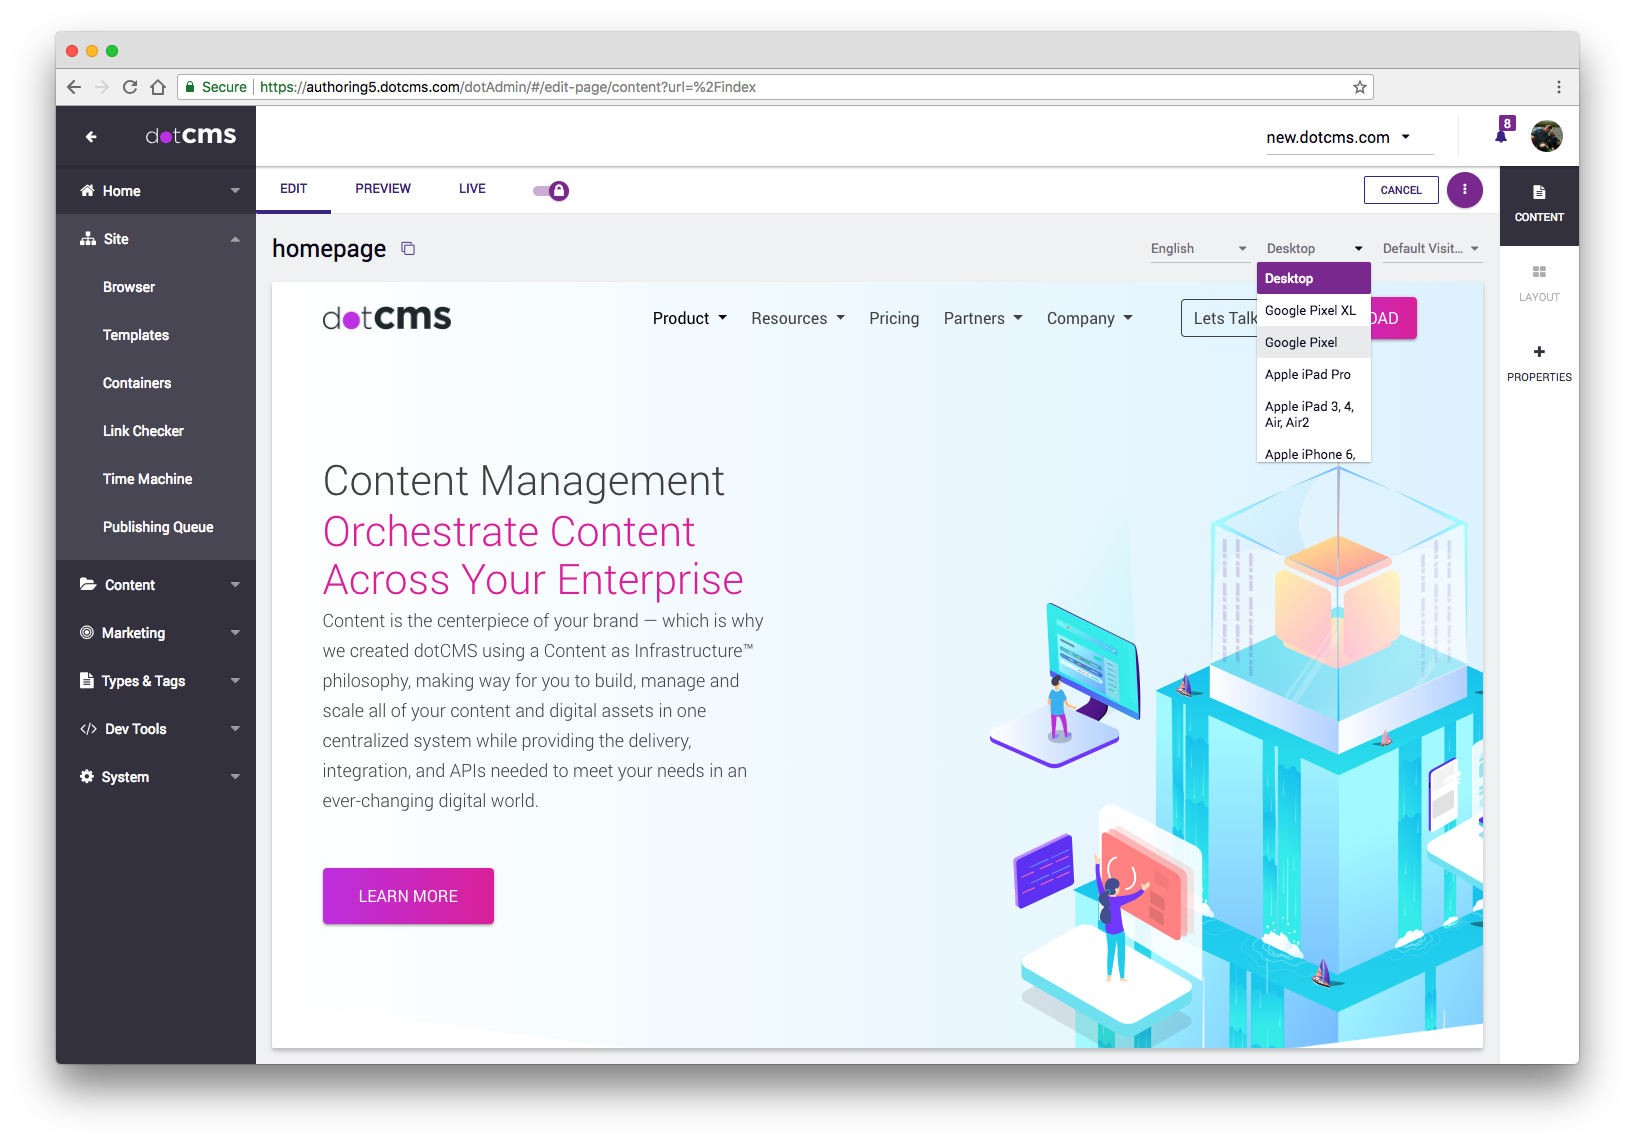 Secure https://authoring5.dotcms.com/dotAdmin/#/edit-page/content?url=%2Findex
dotcms
new.dotcms.com
8
Home
Site
Browser
Templates
Containers
Link Checker
Time Machine
Publishing Queue
Content
Marketing
Types & Tags
Dev Tools
System
EDIT PREVIEW LIVE
CANCEL
CONTENT
LAYOUT
PROPERTIES
homepage
English Desktop Default Visit...
Desktop
Google Pixel XL
Google Pixel
Apple iPad Pro
Apple iPad 3, 4,
Air, Air2
Apple iPhone 6,
dotcms
Product Resources Pricing Partners Company Lets Talk
Content Management
Orchestrate Content
Across Your Enterprise
Content is the centerpiece of your brand — which is why
we created dotCMS using a Content as Infrastructure™
philosophy, making way for you to build, manage and
scale all of your content and digital assets in one
centralized system while providing the delivery,
integration, and APIs needed to meet your needs in an
ever-changing digital world.
LEARN MORE